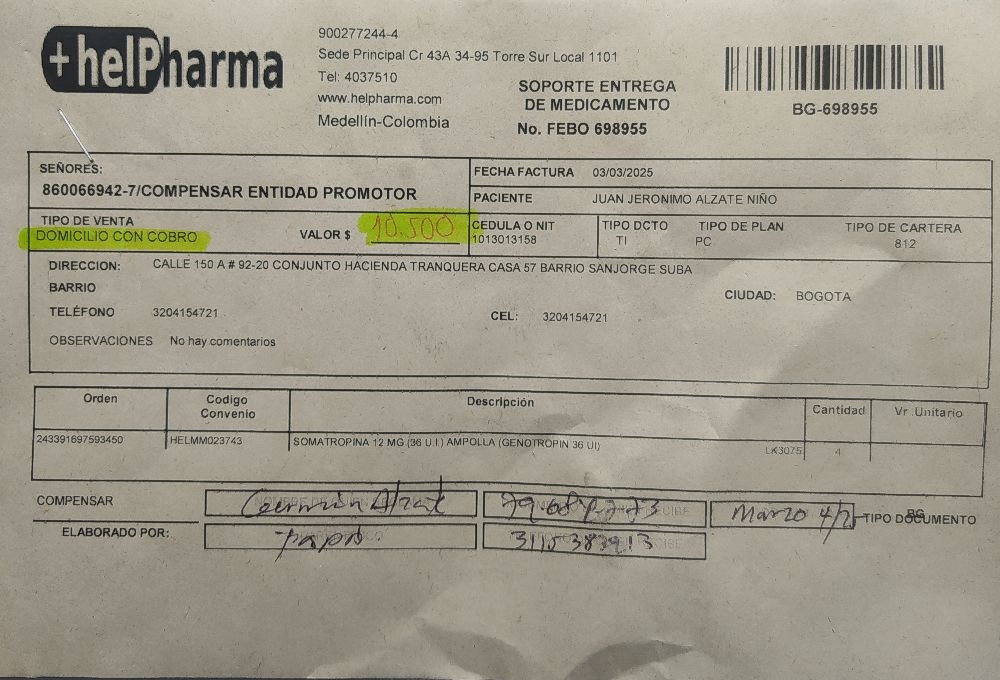 +helPharma
900277244-4
Sede Principal Cr 43A 34-95 Torre Sur Local 1101
Tel: 4037510
www.helpharma.com
Medellín-Colombia
SOPORTE ENTREGA
DE MEDICAMENTO
No. FEBO 698955
BG-698955
SEÑORES:
860066942-7/COMPENSAR ENTIDAD PROMOTOR
FECHA FACTURA 03/03/2025
PACIENTE JUAN JERONIMO ALZATE NIÑO
TIPO DE VENTA
DOMICILIO CON COBRO
VALOR $ 10.500
CEDULA O NIT
1013013158
TIPO DCTO
TI
TIPO DE PLAN
PC
TIPO DE CARTERA
812
DIRECCION: CALLE 150 A # 92-20 CONJUNTO HACIENDA TRANQUERA CASA 57 BARRIO SANJORGE SUBA
BARRIO
CIUDAD: BOGOTA
TELÉFONO 3204154721
CEL: 3204154721
OBSERVACIONES No hay comentarios
Orden Codigo Convenio Descripción Cantidad Vr .Unitario
243391697593450 HELMM023743 SOMATROPINA 12 MG (36 U.I) AMPOLLA (GENOTROPIN 36 UI) LK3075 4
COMPENSAR Alzate Marzo 4/2 TIPO DOCUMENTO BG
ELABORADO POR: papá